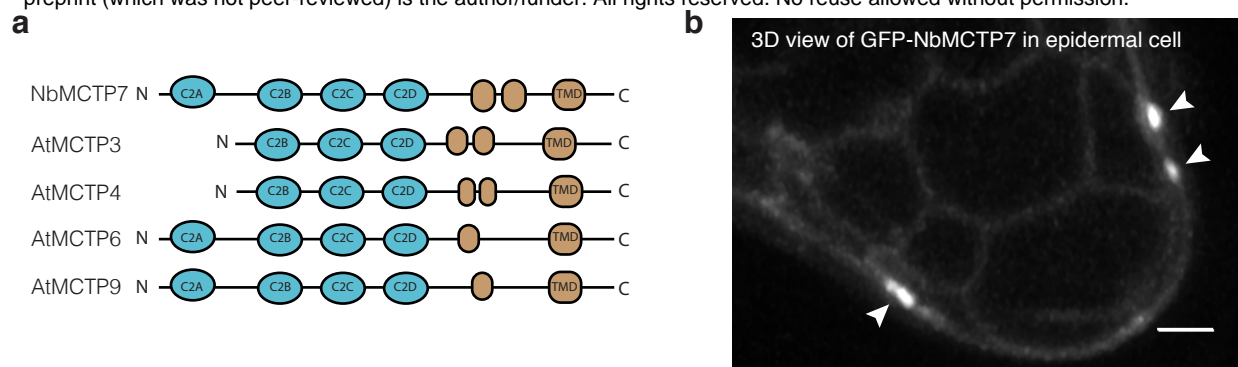 preprint (which was not peer reviewed) is the author/funder. All rights reserved. No reuse allowed without permission.
a
b
NbMCTP7 N C2A C2B C2C C2D TMD C
AtMCTP3 N C2B C2C C2D TMD C
AtMCTP4 N C2B C2C C2D TMD C
AtMCTP6 N C2A C2B C2C C2D TMD C
AtMCTP9 N C2A C2B C2C C2D TMD C
3D view of GFP-NbMCTP7 in epidermal cell